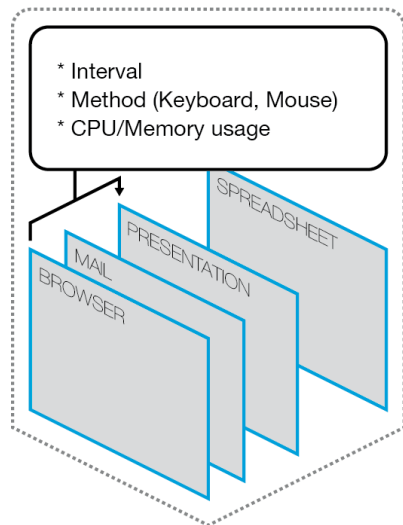 * Interval
* Method (Keyboard, Mouse)
* CPU/Memory usage
SPREADSHEET
PRESENTATION
MAIL
BROWSER